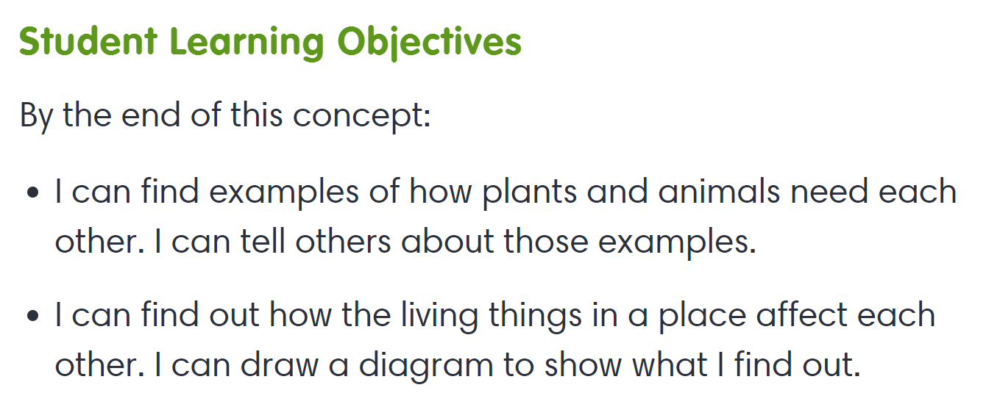 Student Learning Objectives
By the end of this concept:
• I can find examples of how plants and animals need each
other. I can tell others about those examples.
• I can find out how the living things in a place affect each
other. I can draw a diagram to show what I find out.